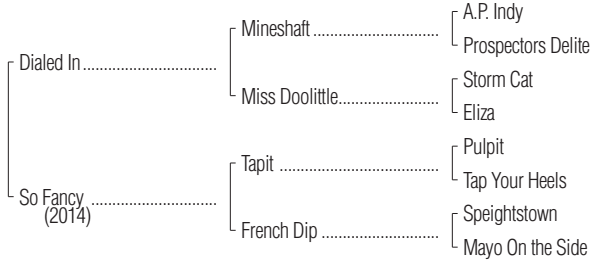 A.P. Indy
Mineshaft
Prospectors Delite
Dialed In
Storm Cat
Miss Doolittle
Eliza
Pulpit
Tapit
Tap Your Heels
So Fancy
(2014)
Speightstown
French Dip
Mayo On the Side